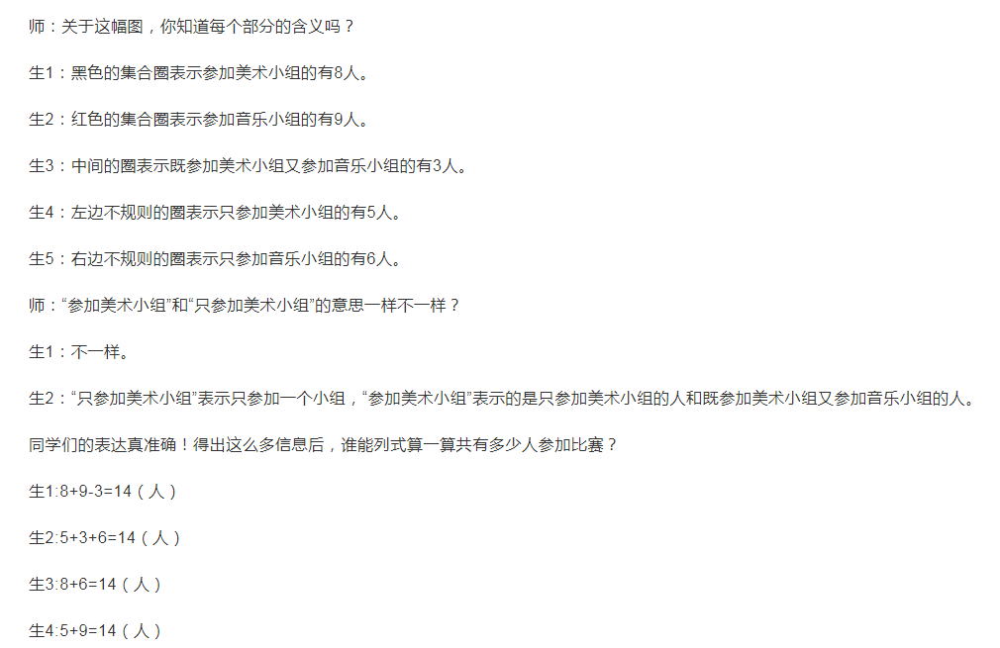 师：关于这幅图，你知道每个部分的含义吗？
生1：黑色的集合圈表示参加美术小组的有8人。
生2：红色的集合圈表示参加音乐小组的有9人。
生3：中间的圈表示既参加美术小组又参加音乐小组的有3人。
生4：左边不规则的圈表示只参加美术小组的有5人。
生5：右边不规则的圈表示只参加音乐小组的有6人。
师：“参加美术小组”和“只参加美术小组”的意思一样不一样？
生1：不一样。
生2：“只参加美术小组”表示只参加一个小组，“参加美术小组”表示的是只参加美术小组的人和既参加美术小组又参加音乐小组的人。
同学们的表达真准确！得出这么多信息后，谁能列式算一算共有多少人参加比赛？
生1:8+9-3=14（人）
生2:5+3+6=14（人）
生3:8+6=14（人）
生4:5+9=14（人）